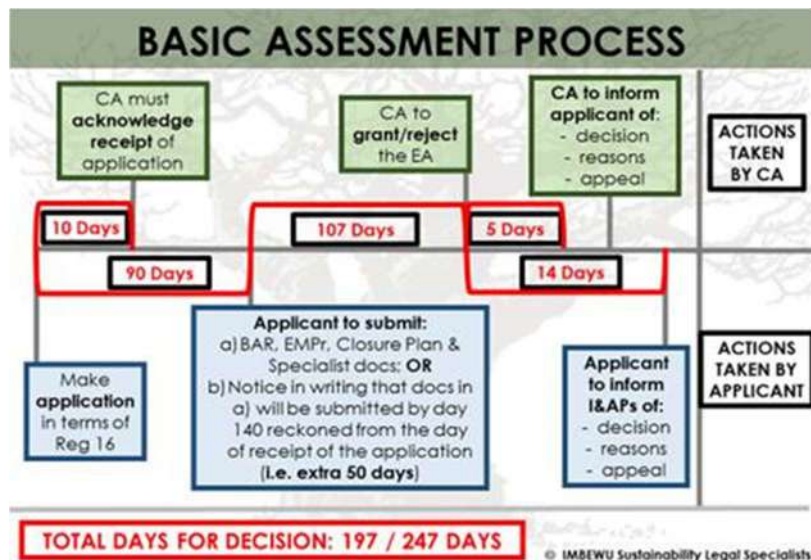 BASIC ASSESSMENT PROCESS
CA must
acknowledge
receipt of
application
CA to
grant/reject
the EA
CA to inform
applicant of:
- decision
- reasons
- appeal
ACTIONS
TAKEN
BY CA
10 Days
107 Days
5 Days
90 Days
14 Days
Make
application
in terms of
Reg 16
Applicant to submit:
a) BAR, EMPr, Closure Plan &
Specialist docs; OR
b) Notice in writing that docs in
a) will be submitted by day
140 reckoned from the day
of receipt of the application
(i.e. extra 50 days)
Applicant
to inform
I&APs of:
- decision
- reasons
- appeal
ACTIONS
TAKEN BY
APPLICANT
TOTAL DAYS FOR DECISION: 197 / 247 DAYS
© IMBEWU Sustainability Legal Specialists